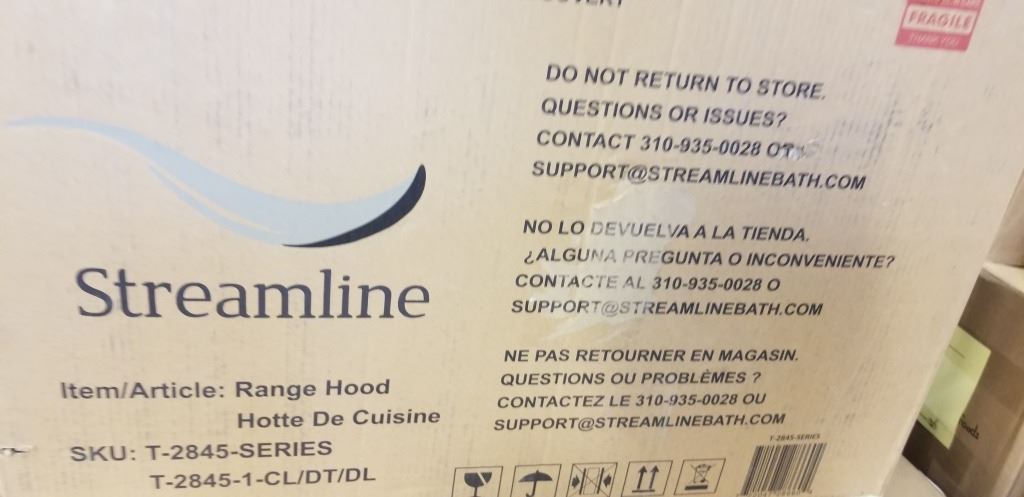 FRAGILE
THANK YOU
DO NOT RETURN TO STORE.
QUESTIONS OR ISSUES?
CONTACT 310-935-0028
SUPPORT@STREAMLINEBATH.COM
NO LO DEVUELVA A LA TIENDA.
¿ALGUNA PREGUNTA O INCONVENIENTE?
CONTACTE AL 310-935-0028 O
SUPPORT@STREAMLINEBATH.COM
NE PAS RETOURNER EN MAGASIN.
QUESTIONS OU PROBLÈMES ?
CONTACTEZ LE 310-935-0028 OU
SUPPORT@STREAMLINEBATH.COM
Streamline
Item/Article: Range Hood
Hotte De Cuisine
SKU: T-2845-SERIES
T-2845-1-CL/DT/DL
T-2845-SERIES